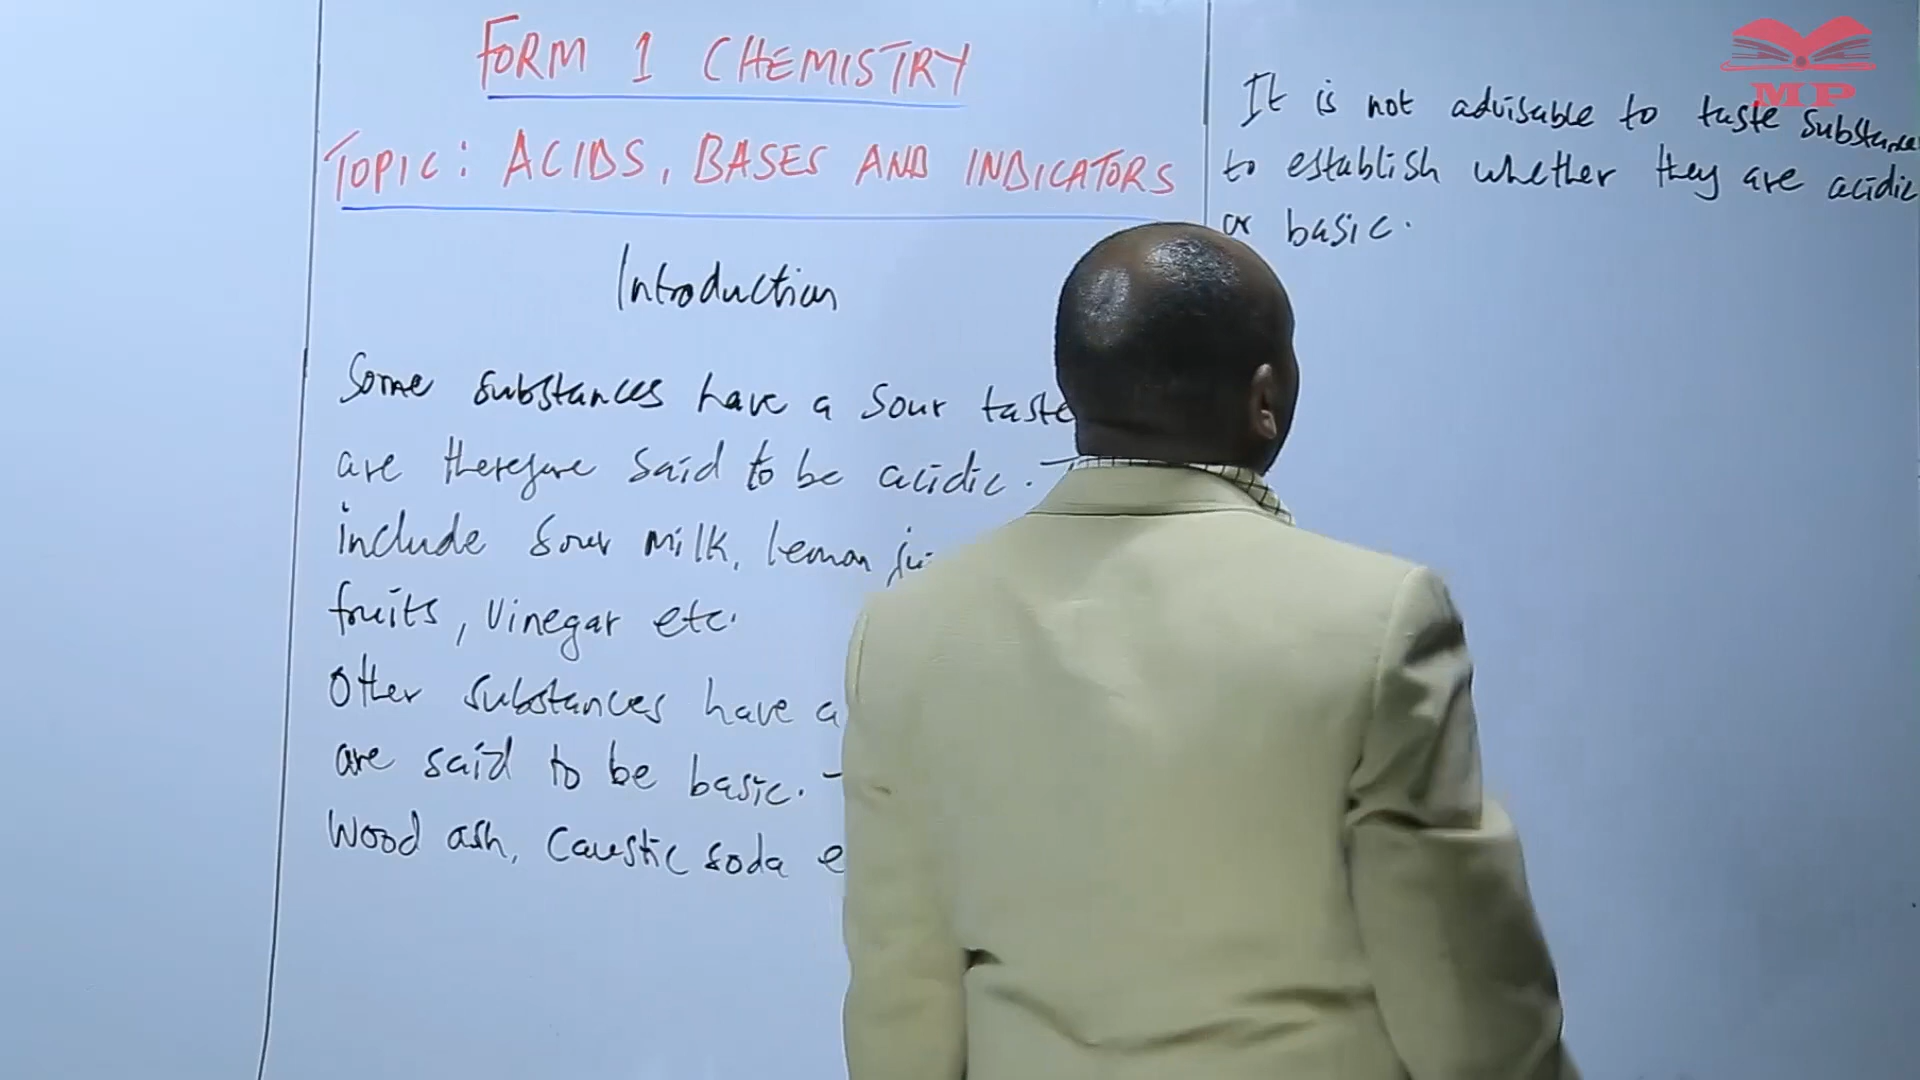 FORM 1 CHEMISTRY
TOPIC: ACIDS, BASES AND INDICATORS
Introduction
Some substances have a sour taste
are therefore said to be acidic.
include sour milk, lemon
fruits, vinegar etc.
Other substances have a
are said to be basic.
Wood ash, caustic soda
It is not advisable to taste substance
to establish whether they are acidic
or basic.
MP